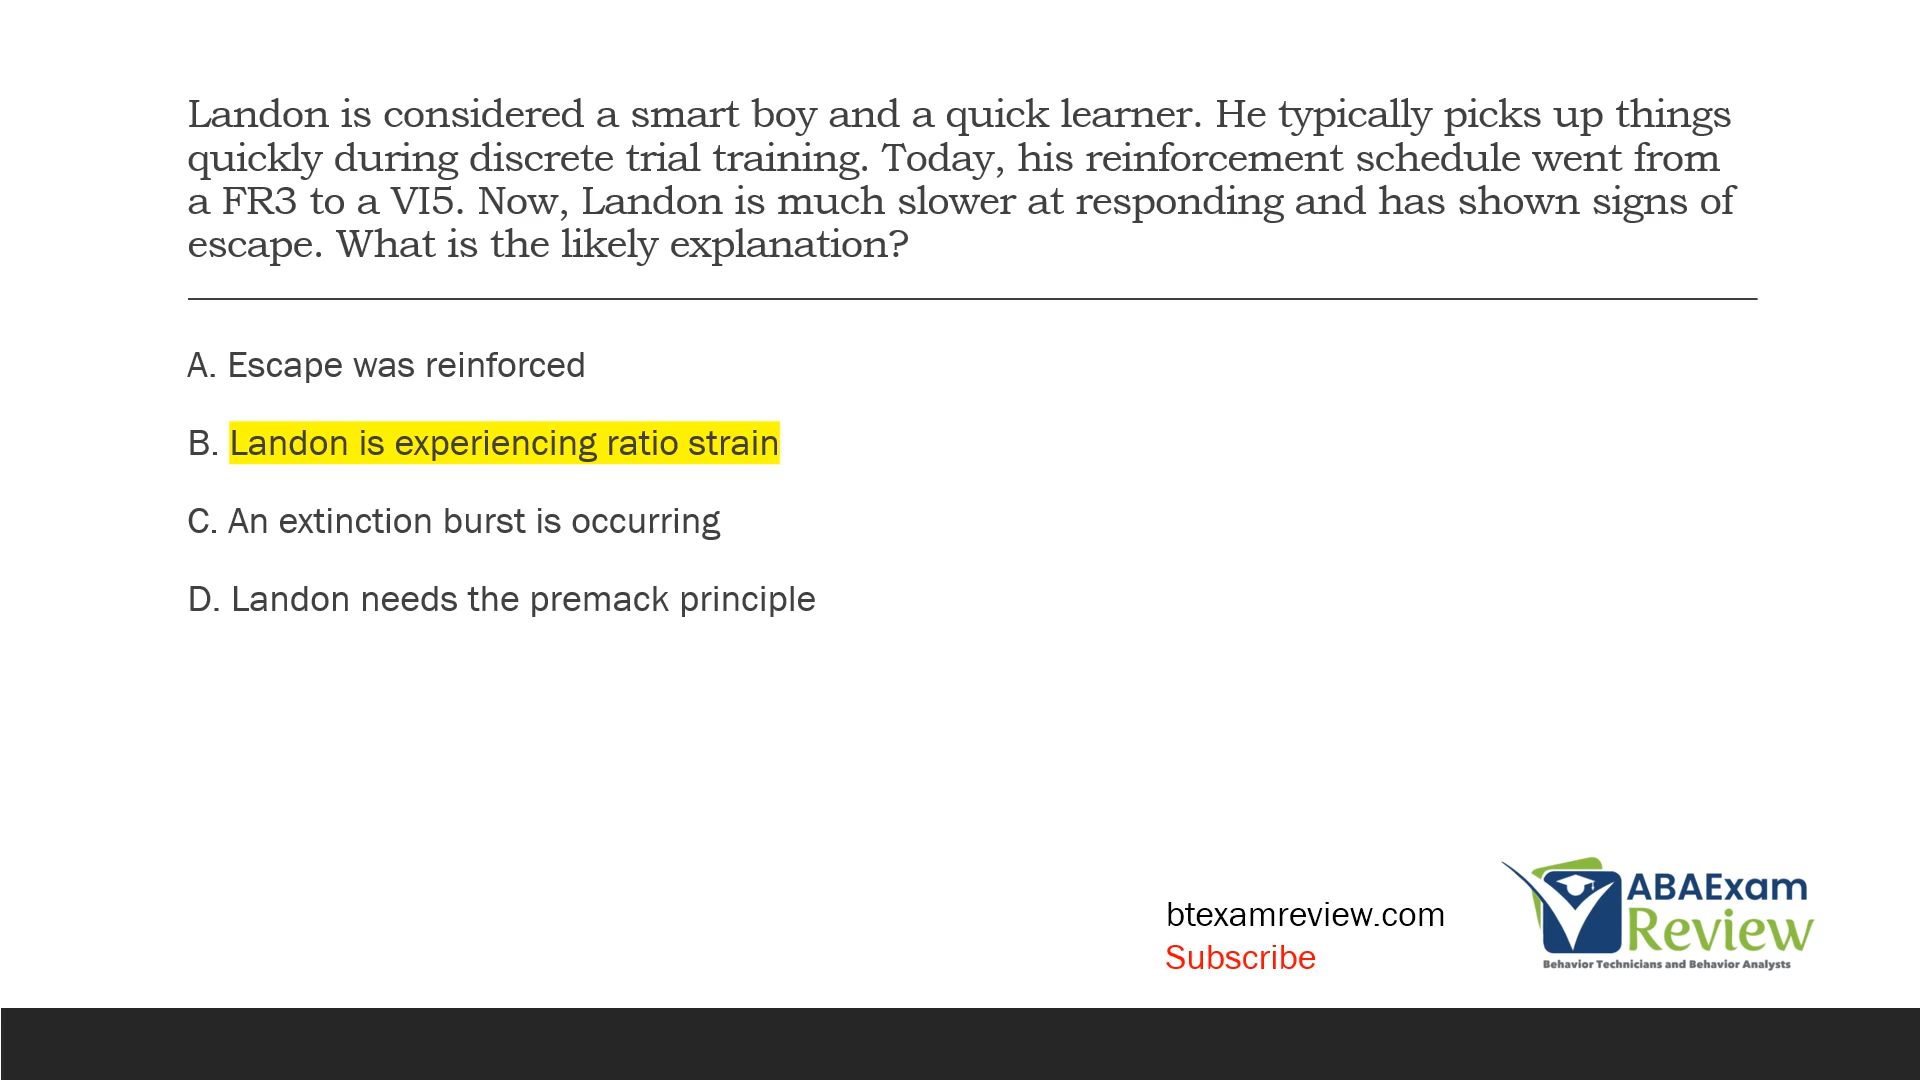 Landon is considered a smart boy and a quick learner. He typically picks up things
quickly during discrete trial training. Today, his reinforcement schedule went from
a FR3 to a VI5. Now, Landon is much slower at responding and has shown signs of
escape. What is the likely explanation?
A. Escape was reinforced
B. Landon is experiencing ratio strain
C. An extinction burst is occurring
D. Landon needs the premack principle
btexamreview.com
Subscribe
ABAExam
Review
Behavior Technicians and Behavior Analysts